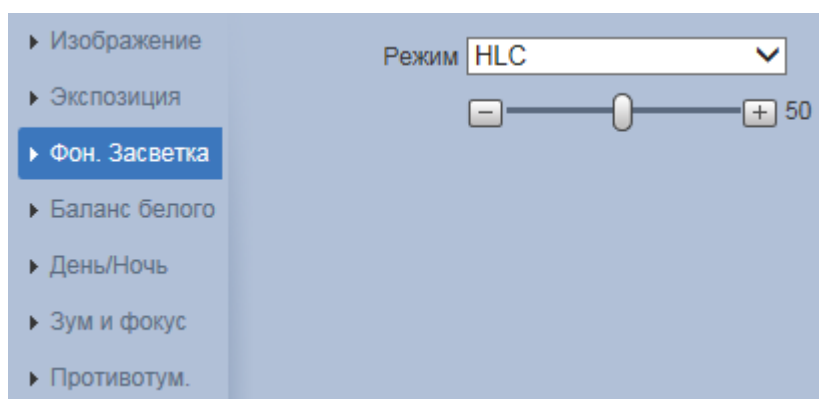 Изображение
Экспозиция
Фон. Засветка
Баланс белого
День/Ночь
Зум и фокус
Противотум.
Режим HLC
50